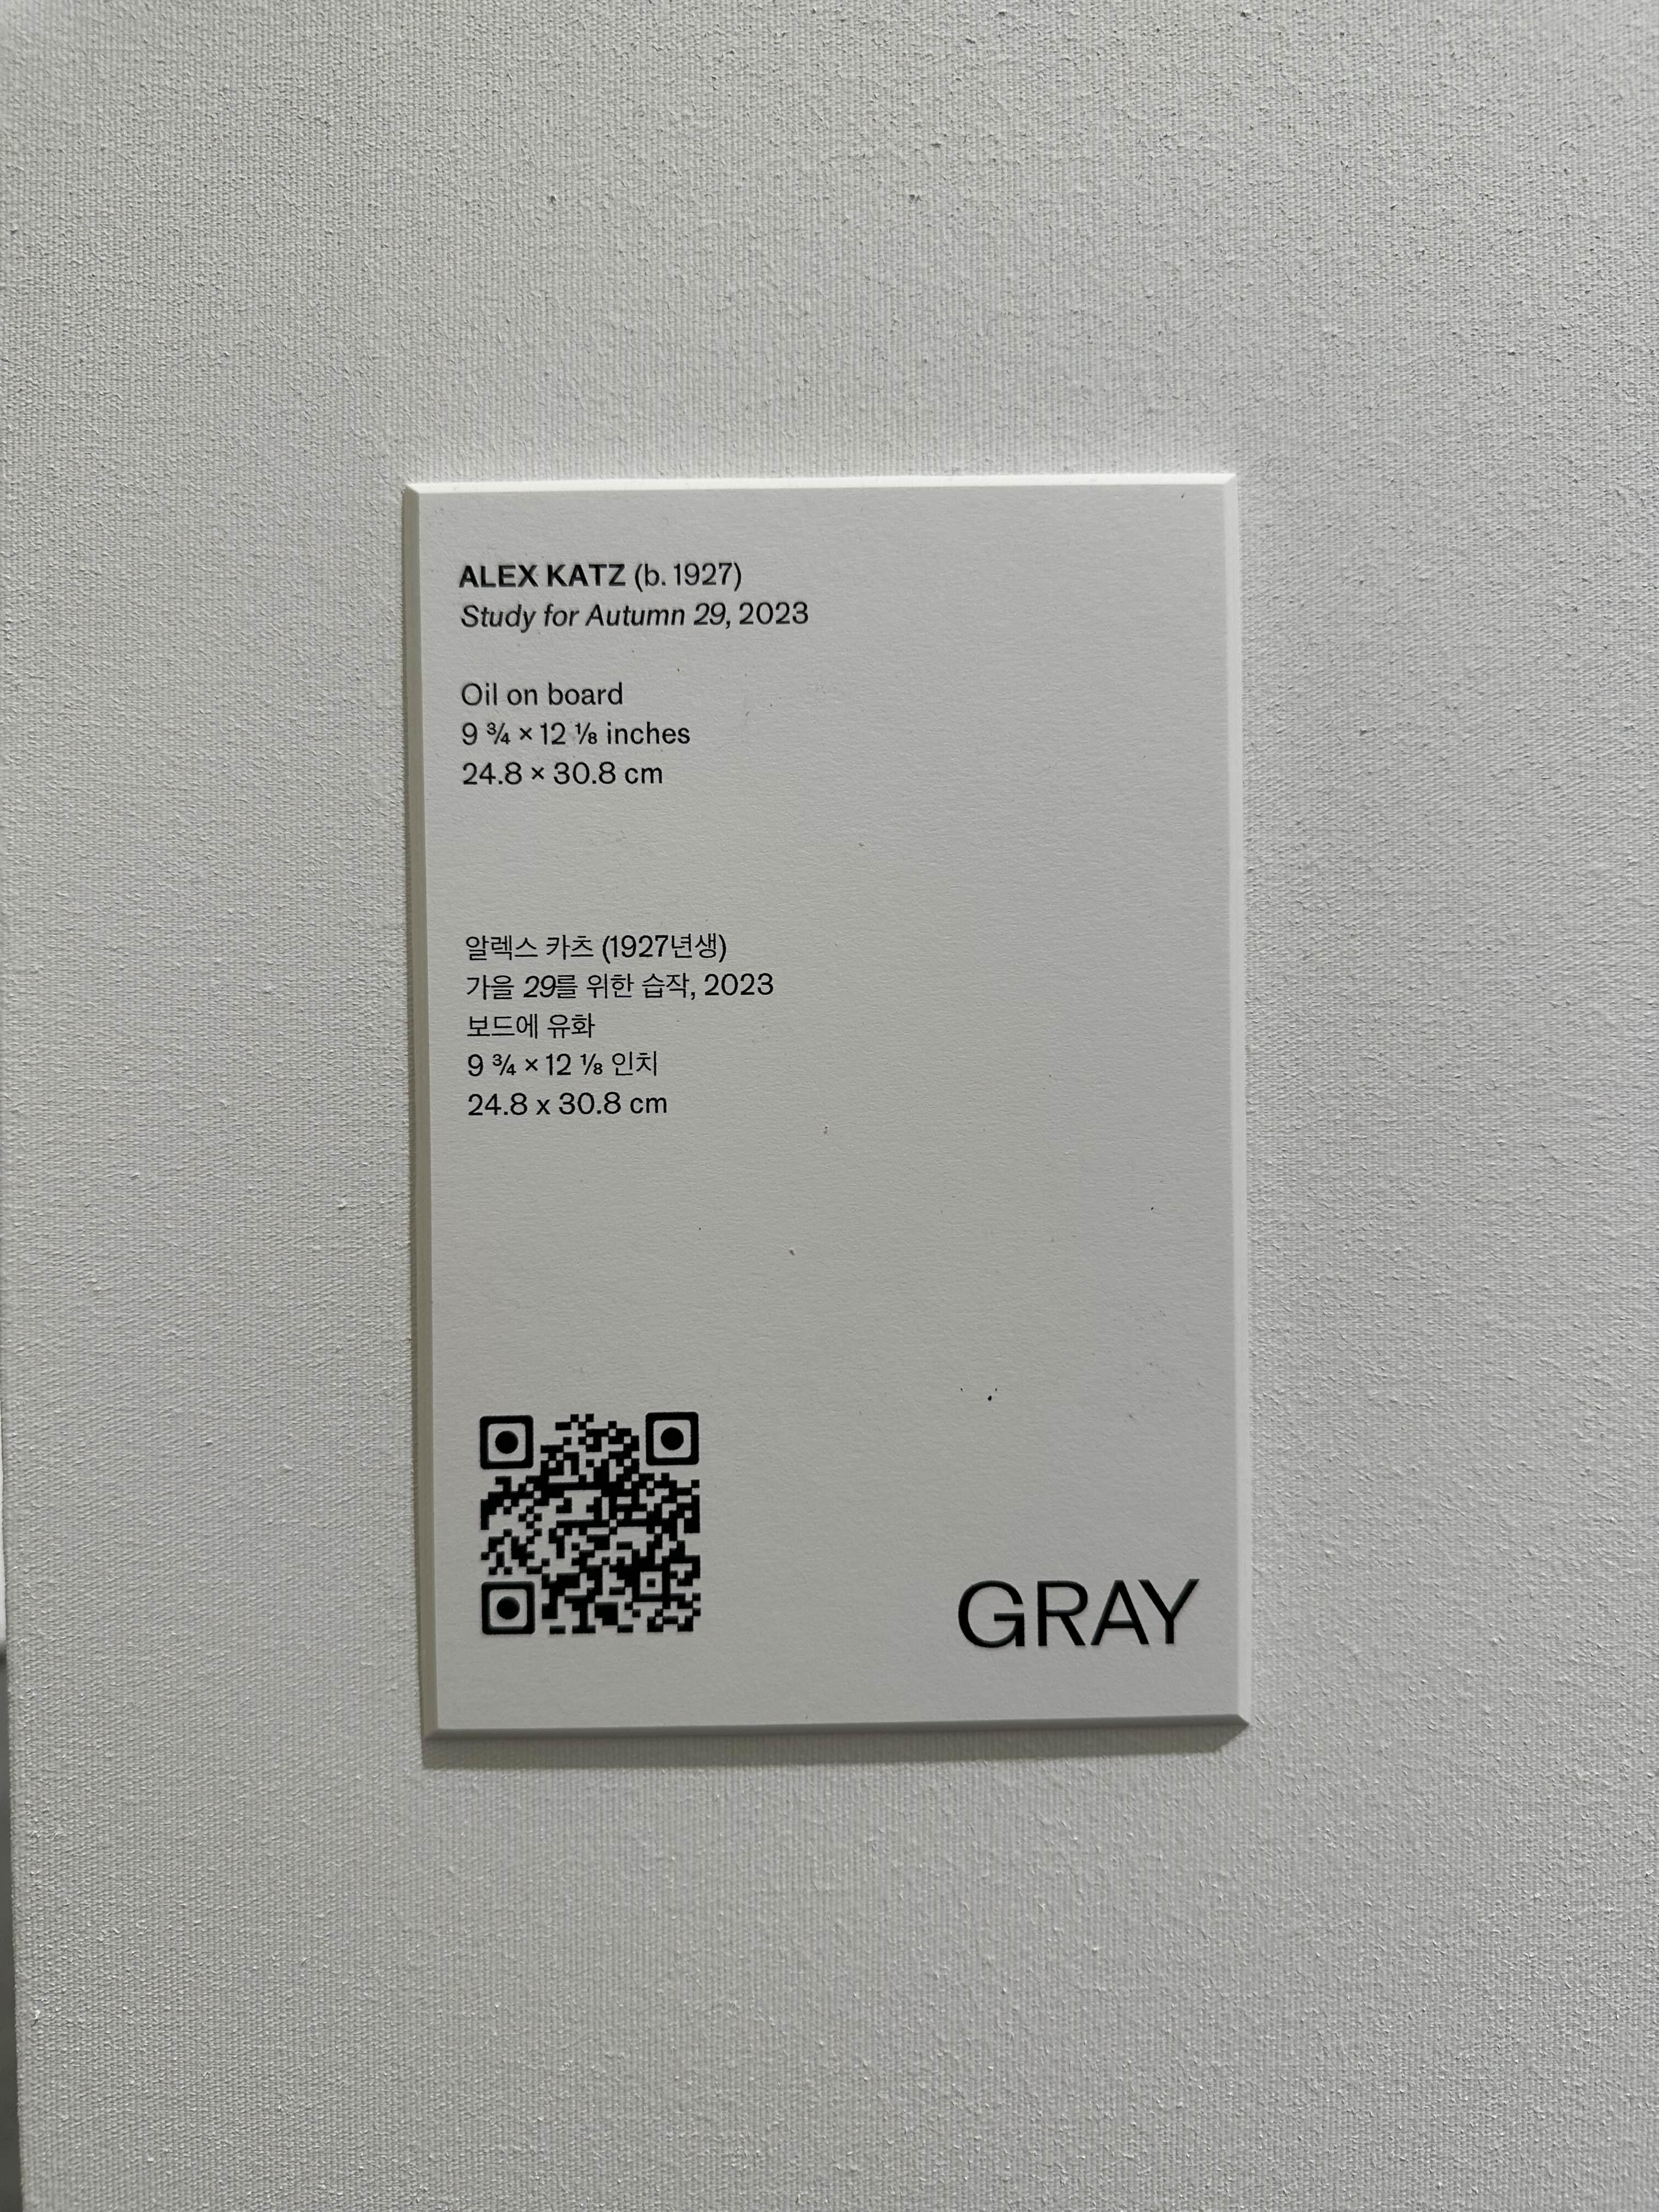 ALEX KATZ (b. 1927)
Study for Autumn 29, 2023
Oil on board
9 ¾ × 12 ⅛ inches
24.8 × 30.8 cm
알렉스 카츠 (1927년생)
가을 29를 위한 습작, 2023
보드에 유화
9 ¾ × 12 ⅛ 인치
24.8 x 30.8 cm
GRAY